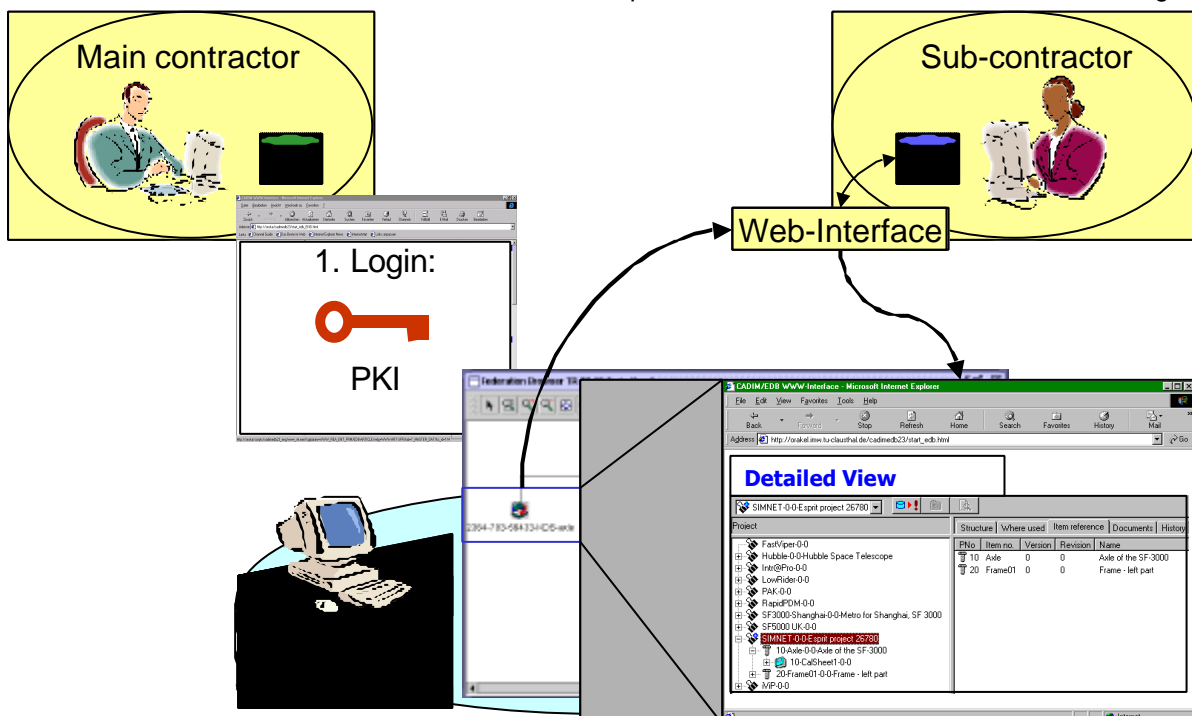 Main contractor
Sub-contractor
Web-Interface
1. Login:
PKI
CADIM/EDB WWW-Interface - Microsoft Internet Explorer
File Edit View Favorites Tools Help
Back Forward Stop Refresh Home Search Favorites History Mail
Address http://orakel.imw.tu-clausthal.de/cadimedb23/start_edb.html Go
Detailed View
SIMNET-0-0-Esprit project 26780
Project
Structure Where used Item reference Documents History
PNo Item no. Version Revision Name
10 Axle 0 0 Axle of the SF-3000
20 Frame01 0 0 Frame - left part
FastViper-0-0
Hubble-0-0-Hubble Space Telescope
Intr@Pro-0-0
LowRider-0-0
PAK-0-0
RapidPDM-0-0
SF3000-Shanghai-0-0-Metro for Shanghai, SF 3000
SF5000 UK-0-0
SIMNET-0-0-Esprit project 26780
10-Axle-0-0-Axle of the SF-3000
10-CalSheet1-0-0
20-Frame01-0-0-Frame - left part
iViP-0-0